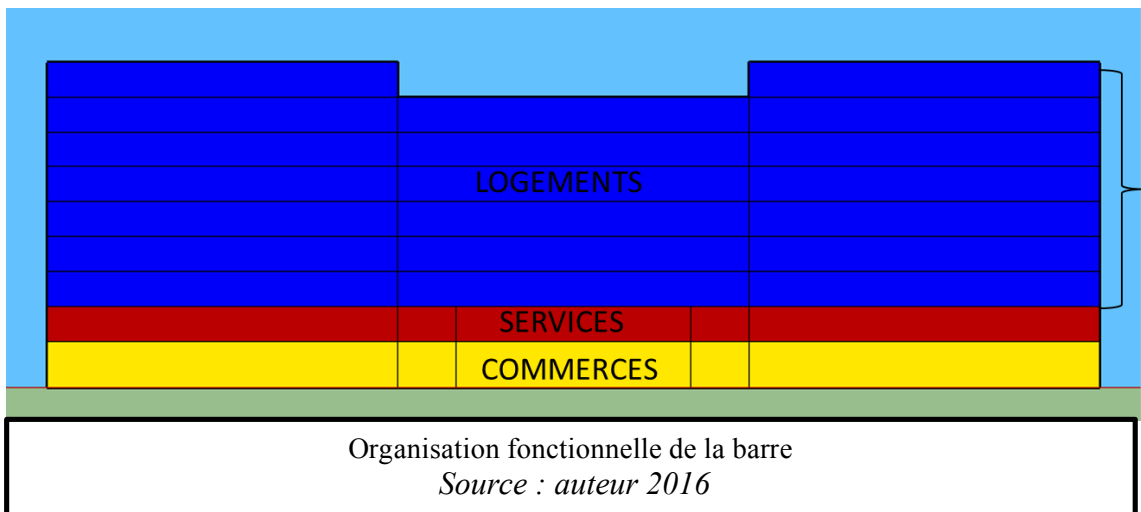 LOGEMENTS
SERVICES
COMMERCES
Organisation fonctionnelle de la barre
Source : auteur 2016